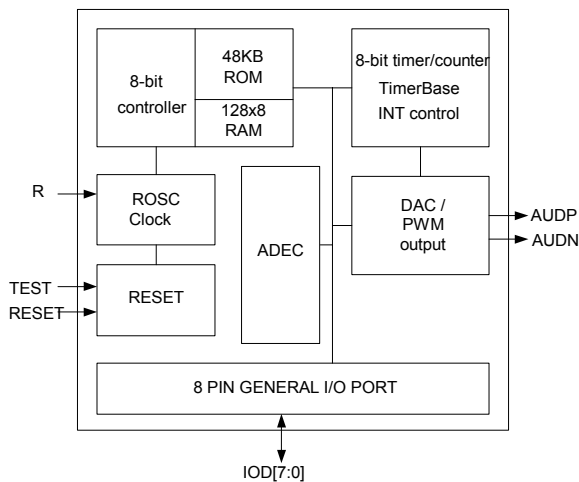 8-bit
controller
48KB
ROM
128x8
RAM
8-bit timer/counter
TimerBase
INT control
R
ROSC
Clock
ADEC
DAC /
PWM
output
AUDP
AUDN
TEST
RESET
RESET
8 PIN GENERAL I/O PORT
IOD[7:0]